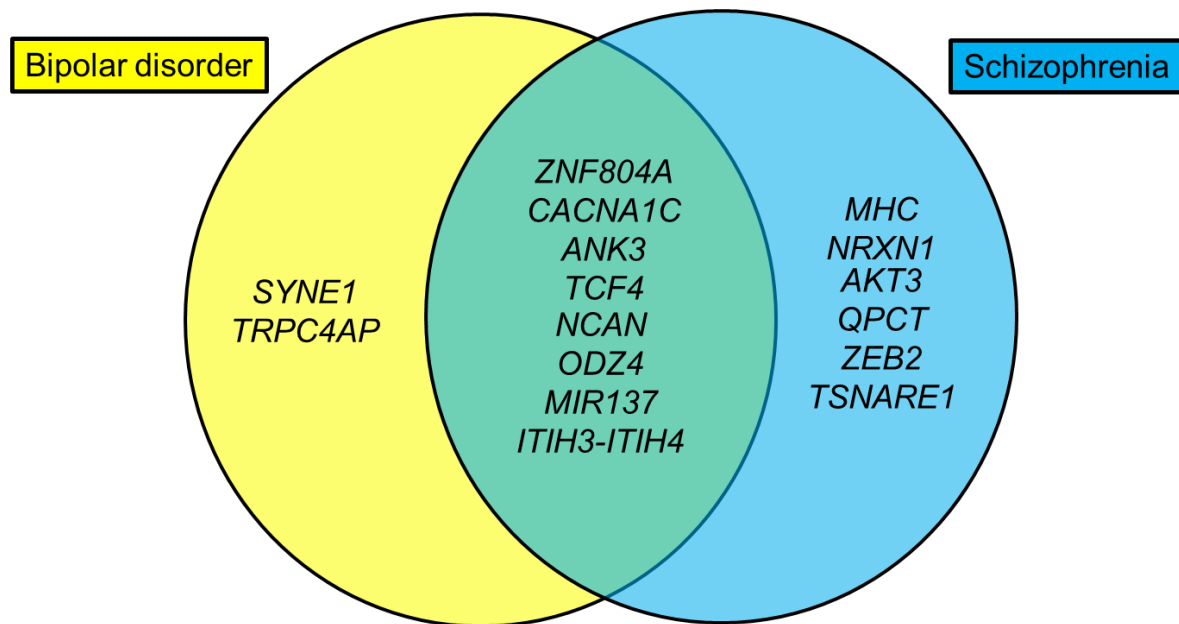 Bipolar disorder
Schizophrenia
SYNE1
TRPC4AP
ZNF804A
CACNA1C
ANK3
TCF4
NCAN
ODZ4
MIR137
ITIH3-ITIH4
MHC
NRXN1
AKT3
QPCT
ZEB2
TSNARE1